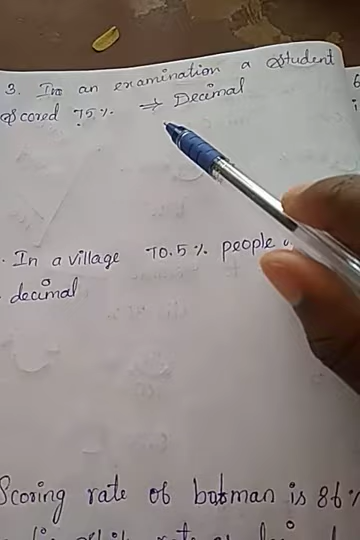 3. In an examination a student
scored 75% ⇒ Decimal
6
i
. In a village 70.5% people
. decimal
Scoring rate of batman is 86%